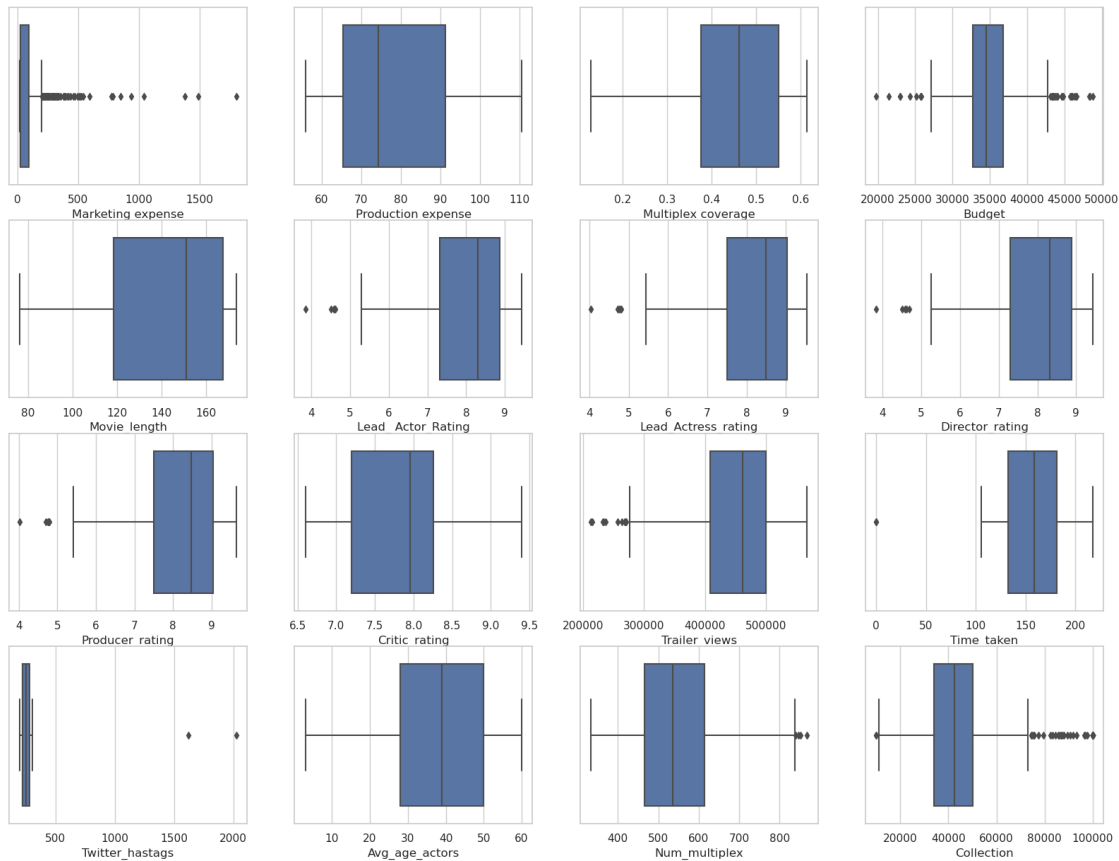 0 500 1000 1500
Marketing expense
60 70 80 90 100 110
Production expense
0.2 0.3 0.4 0.5 0.6
Multiplex coverage
20000 25000 30000 35000 40000 45000 50000
Budget
80 100 120 140 160
Movie_length
4 5 6 7 8 9
Lead_ Actor_Rating
4 5 6 7 8 9
Lead_Actress_rating
4 5 6 7 8 9
Director_rating
4 5 6 7 8 9
Producer_rating
6.5 7.0 7.5 8.0 8.5 9.0 9.5
Critic_rating
200000 300000 400000 500000
Trailer_views
0 50 100 150 200
Time_taken
500 1000 1500 2000
Twitter_hastags
10 20 30 40 50 60
Avg_age_actors
400 500 600 700 800
Num_multiplex
20000 40000 60000 80000 100000
Collection